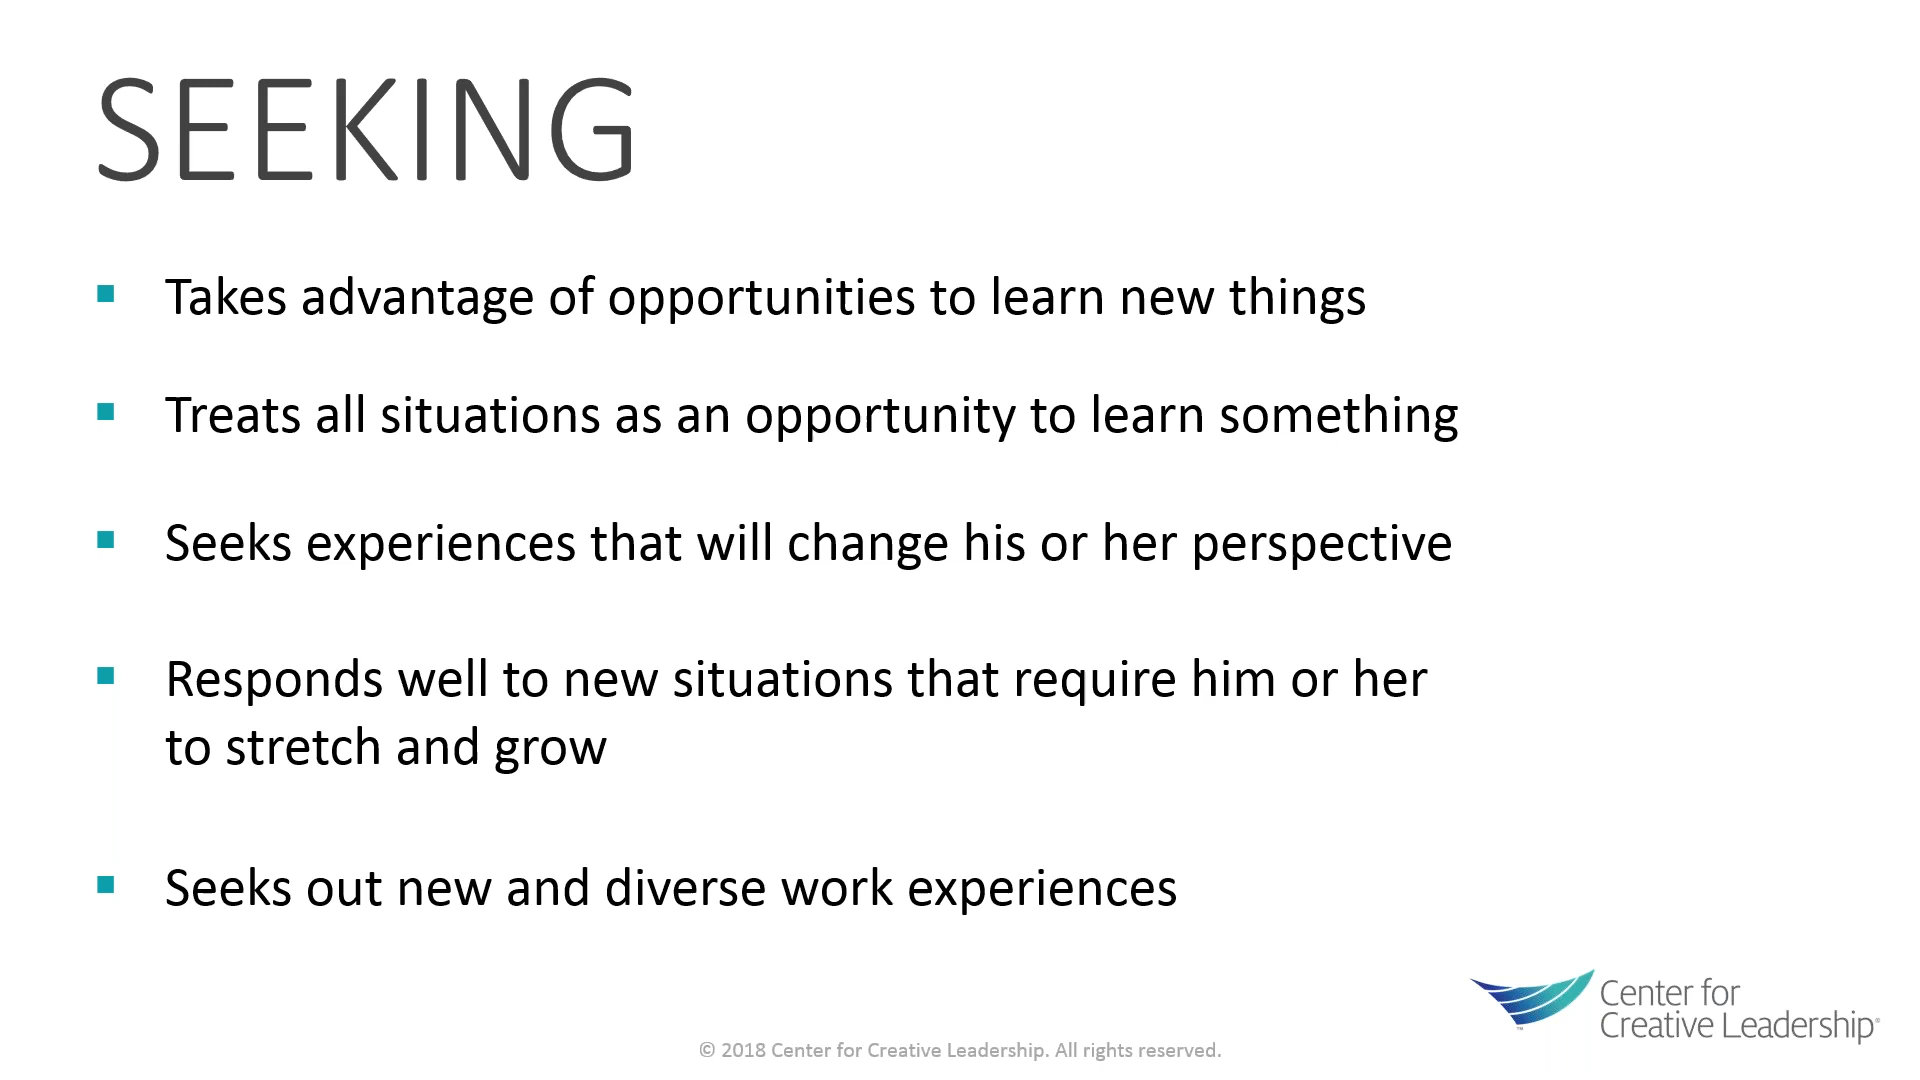 SEEKING
▪ Takes advantage of opportunities to learn new things
▪ Treats all situations as an opportunity to learn something
▪ Seeks experiences that will change his or her perspective
▪ Responds well to new situations that require him or her
to stretch and grow
▪ Seeks out new and diverse work experiences
Center for
Creative Leadership®
© 2018 Center for Creative Leadership. All rights reserved.